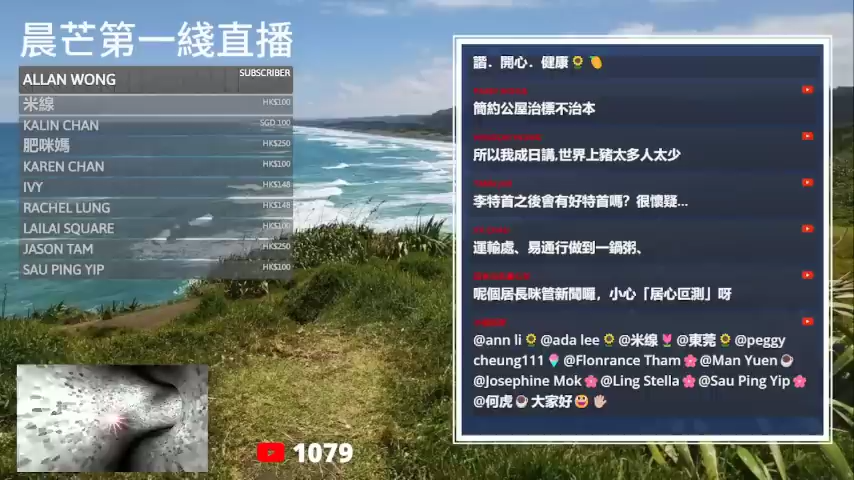 晨芒第一綫直播
ALLAN WONG
SUBSCRIBER
米線
HK$100
KALIN CHAN
SGD 100
肥咪媽
HK$250
KAREN CHAN
HK$100
IVY
HK$148
RACHEL LUNG
HK$148
LAILAI SQUARE
JASON TAM
HK$250
SAU PING YIP
HK$100
1079
諧．開心．健康🌻🍋
簡約公屋治標不治本
所以我成日講,世界上豬太多人太少
李特首之後會有好特首嗎？很懷疑...
運輸處、易通行做到一鍋粥、
呢個居長咪管新聞囉，小心「居心叵測」呀
@ann li🌻@ada lee🌻@米線🌷@東莞🌻@peggy
cheung111🍧@Flonrance Tham🌸@Man Yuen☕
@Josephine Mok🌸@Ling Stella🌸@Sau Ping Yip🌸
@何虎☕大家好😃🖐🏼